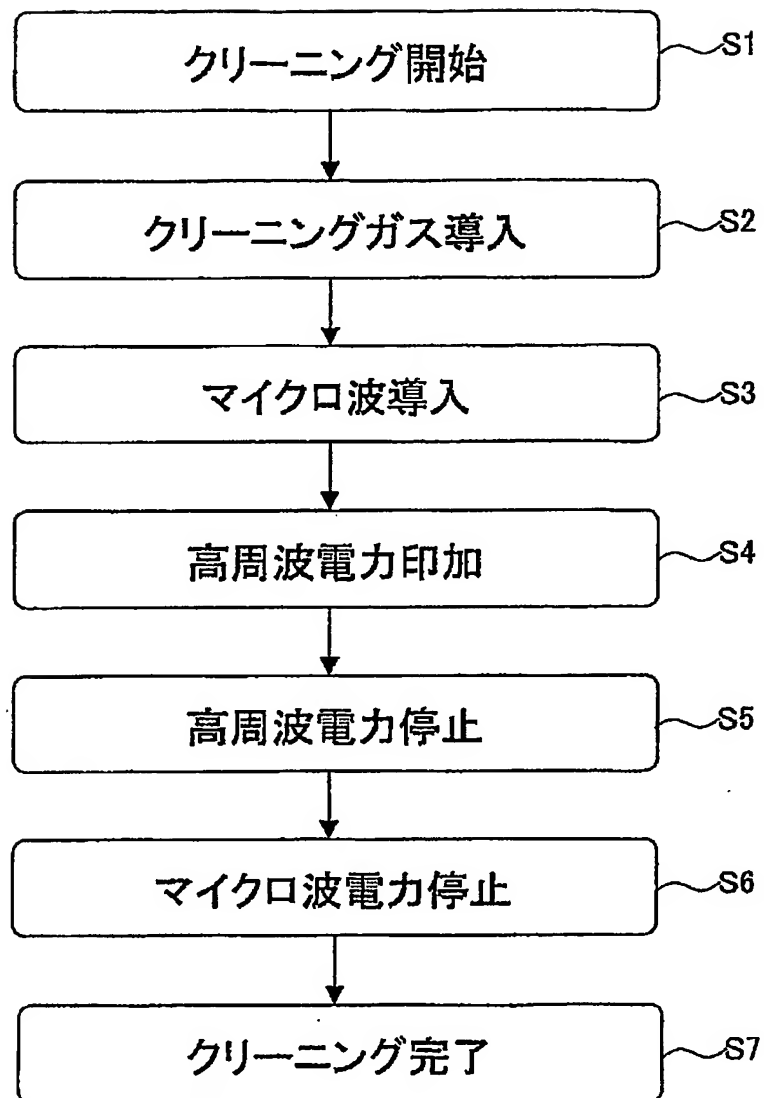 クリーニング開始 S1
クリーニングガス導入 S2
マイクロ波導入 S3
高周波電力印加 S4
高周波電力停止 S5
マイクロ波電力停止 S6
クリーニング完了 S7